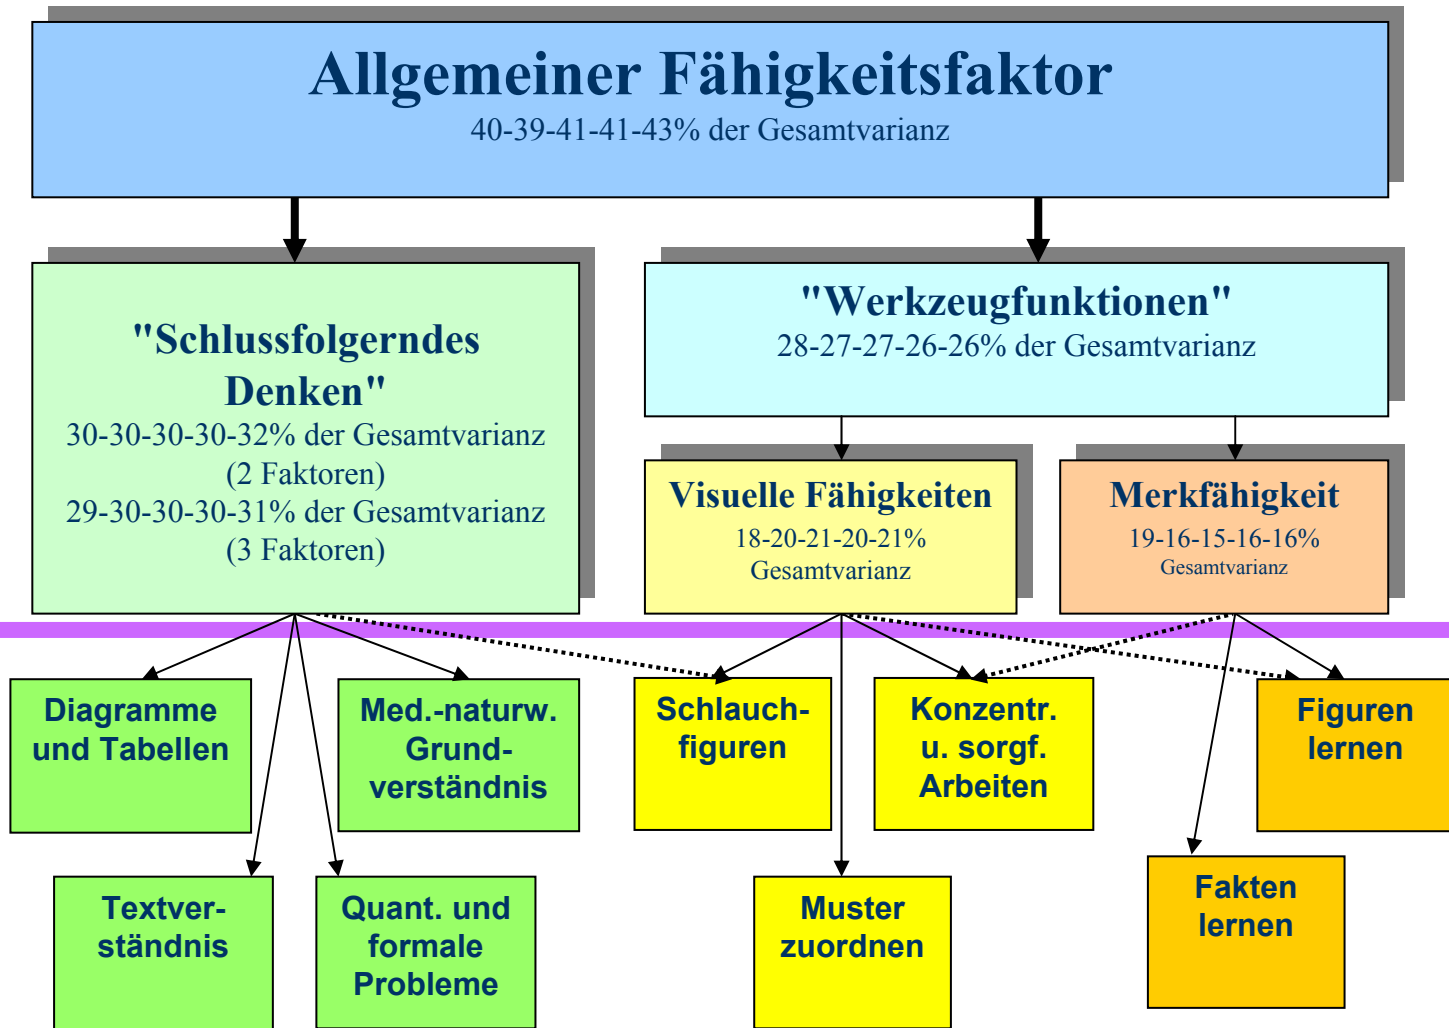 Allgemeiner Fähigkeitsfaktor
40-39-41-41-43% der Gesamtvarianz
"Schlussfolgerndes
Denken"
30-30-30-30-32% der Gesamtvarianz
(2 Faktoren)
29-30-30-30-31% der Gesamtvarianz
(3 Faktoren)
"Werkzeugfunktionen"
28-27-27-26-26% der Gesamtvarianz
Visuelle Fähigkeiten
18-20-21-20-21%
Gesamtvarianz
Merkfähigkeit
19-16-15-16-16%
Gesamtvarianz
Diagramme
und Tabellen
Med.-naturw.
Grund-
verständnis
Schlauch-
figuren
Konzentr.
u. sorgf.
Arbeiten
Figuren
lernen
Textver-
ständnis
Quant. und
formale
Probleme
Muster
zuordnen
Fakten
lernen